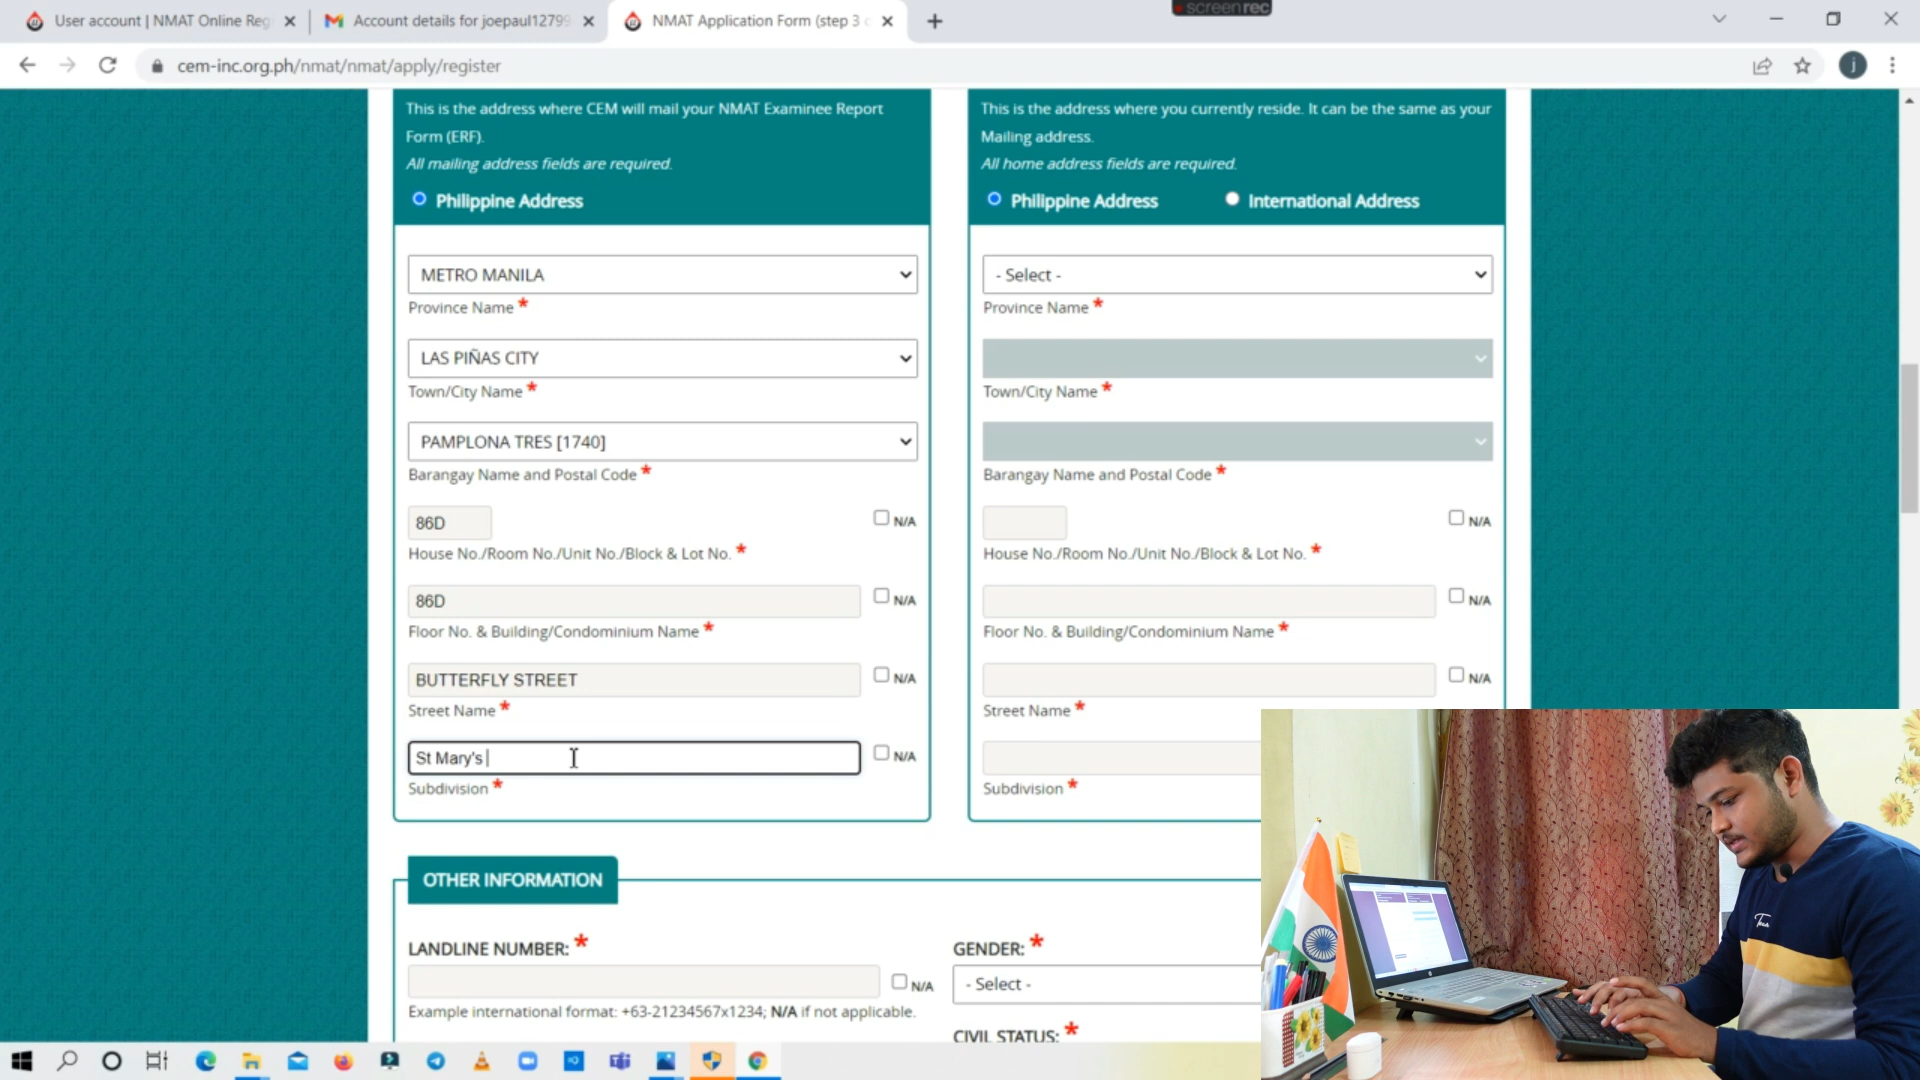 screenrec
User account | NMAT Online Reg
Account details for joepaul12799
NMAT Application Form (step 3 o
cem-inc.org.ph/nmat/nmat/apply/register
j
This is the address where CEM will mail your NMAT Examinee Report
Form (ERF).
All mailing address fields are required.
Philippine Address
METRO MANILA
Province Name *
LAS PIÑAS CITY
Town/City Name *
PAMPLONA TRES [1740]
Barangay Name and Postal Code *
86D
N/A
House No./Room No./Unit No./Block & Lot No. *
86D
N/A
Floor No. & Building/Condominium Name *
BUTTERFLY STREET
N/A
Street Name *
St Mary's
N/A
Subdivision *
This is the address where you currently reside. It can be the same as your
Mailing address.
All home address fields are required.
Philippine Address
International Address
- Select -
Province Name *
Town/City Name *
Barangay Name and Postal Code *
N/A
House No./Room No./Unit No./Block & Lot No. *
N/A
Floor No. & Building/Condominium Name *
N/A
Street Name *
Subdivision *
OTHER INFORMATION
LANDLINE NUMBER: *
N/A
Example international format: +63-21234567x1234; N/A if not applicable.
GENDER: *
- Select -
CIVIL STATUS: *